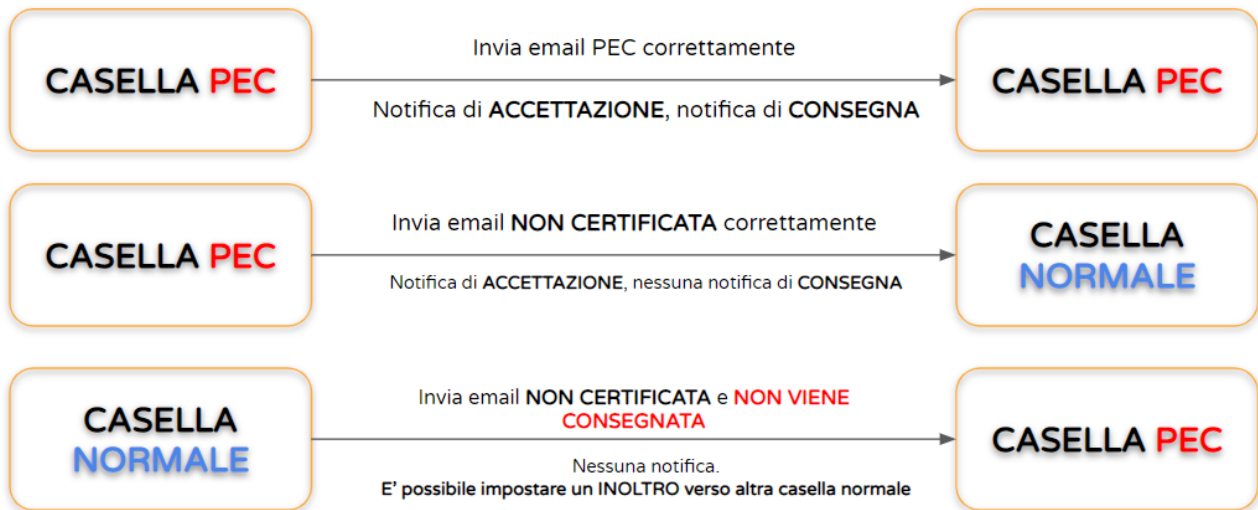 CASELLA PEC
Invia email PEC correttamente
Notifica di ACCETTAZIONE, notifica di CONSEGNA
CASELLA PEC
CASELLA PEC
Invia email NON CERTIFICATA correttamente
Notifica di ACCETTAZIONE, nessuna notifica di CONSEGNA
CASELLA
NORMALE
CASELLA
NORMALE
Invia email NON CERTIFICATA e NON VIENE
CONSEGNATA
Nessuna notifica.
E' possibile impostare un INOLTRO verso altra casella normale
CASELLA PEC